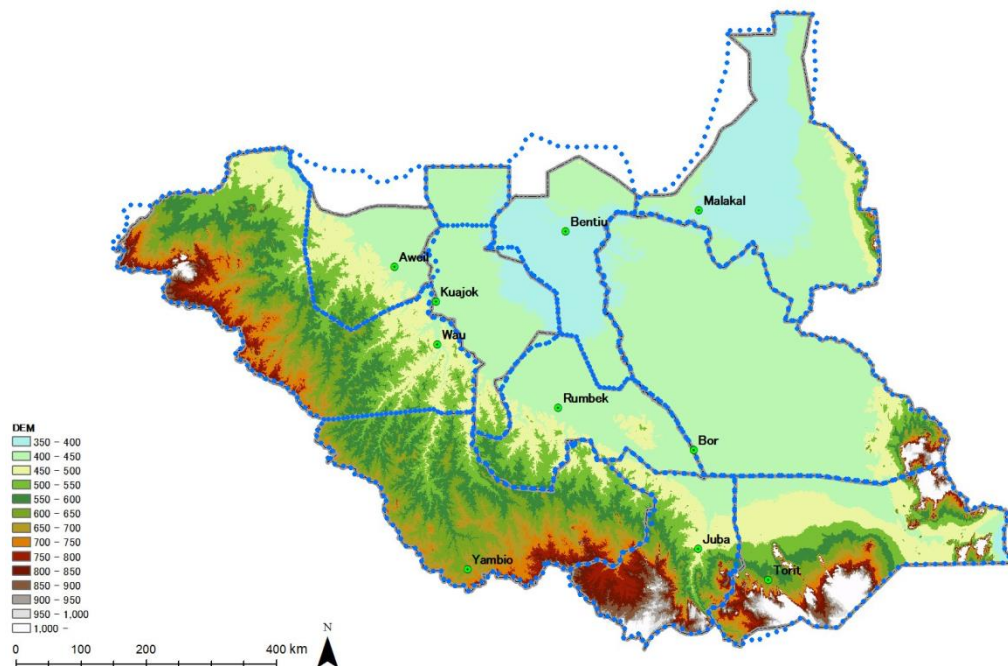 Malakal
Bentiu
Aweil
Kuajok
Wau
Rumbek
Bor
Juba
Yambio
Torit
DEM
350 - 400
400 - 450
450 - 500
500 - 550
550 - 600
600 - 650
650 - 700
700 - 750
750 - 800
800 - 850
850 - 900
900 - 950
950 - 1,000
1,000 -
0 100 200 400 km
N